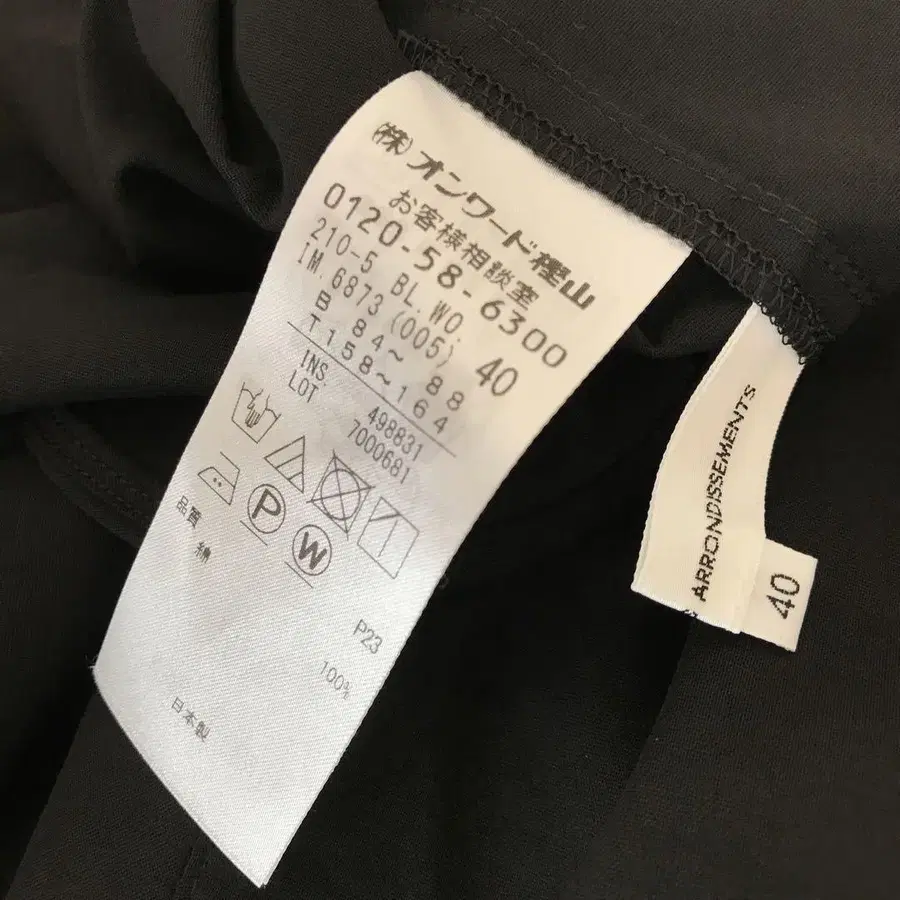 (株)オンワード樫山
お客様相談室
0120-58-6300
210-5 BL.WO.
IM.6873(005) 40
B 84~ 88
T158~164
INS. 498831
LOT 7000681
P W
P23
品質 綿 100%
日本製
ARRONDISSEMENTS
40